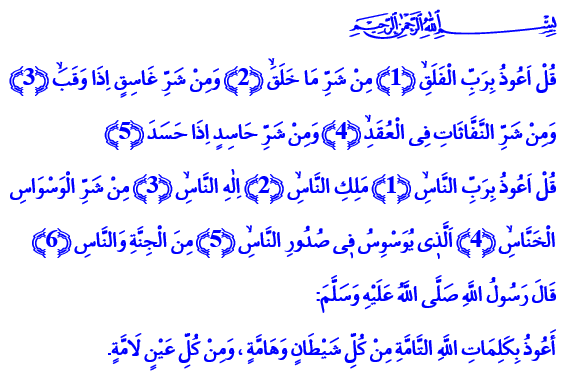 بِسْمِ اللهِ الرَّحْمٰنِ الرَّحِيمِ
قُلْ اَعُوذُ بِرَبِّ الْفَلَقِۙ ﴿1﴾ مِنْ شَرِّ مَا خَلَقَۙ ﴿2﴾ وَمِنْ شَرِّ غَاسِقٍ اِذَا وَقَبَۙ ﴿3﴾
وَمِنْ شَرِّ النَّفَّاثَاتِ فِى الْعُقَدِۙ ﴿4﴾ وَمِنْ شَرِّ حَاسِدٍ اِذَا حَسَدَ ﴿5﴾
قُلْ اَعُوذُ بِرَبِّ النَّاسِۙ ﴿1﴾ مَلِكِ النَّاسِۙ ﴿2﴾ اِلٰهِ النَّاسِۙ ﴿3﴾ مِنْ شَرِّ الْوَسْوَاسِ
الْخَنَّاسِۙ ﴿4﴾ اَلَّذٖى يُوَسْوِسُ فٖى صُدُورِ النَّاسِۙ ﴿5﴾ مِنَ الْجِنَّةِ وَالنَّاسِ ﴿6﴾
قَالَ رَسُولُ اللَّهِ صَلَّى اللَّهُ عَلَيْهِ وَسَلَّمَ:
أَعُوذُ بِكَلِمَاتِ اللَّهِ التَّامَّةِ مِنْ كُلِّ شَيْطَانٍ وَهَامَّةٍ ، وَمِنْ كُلِّ عَيْنٍ لَامَّةٍ.